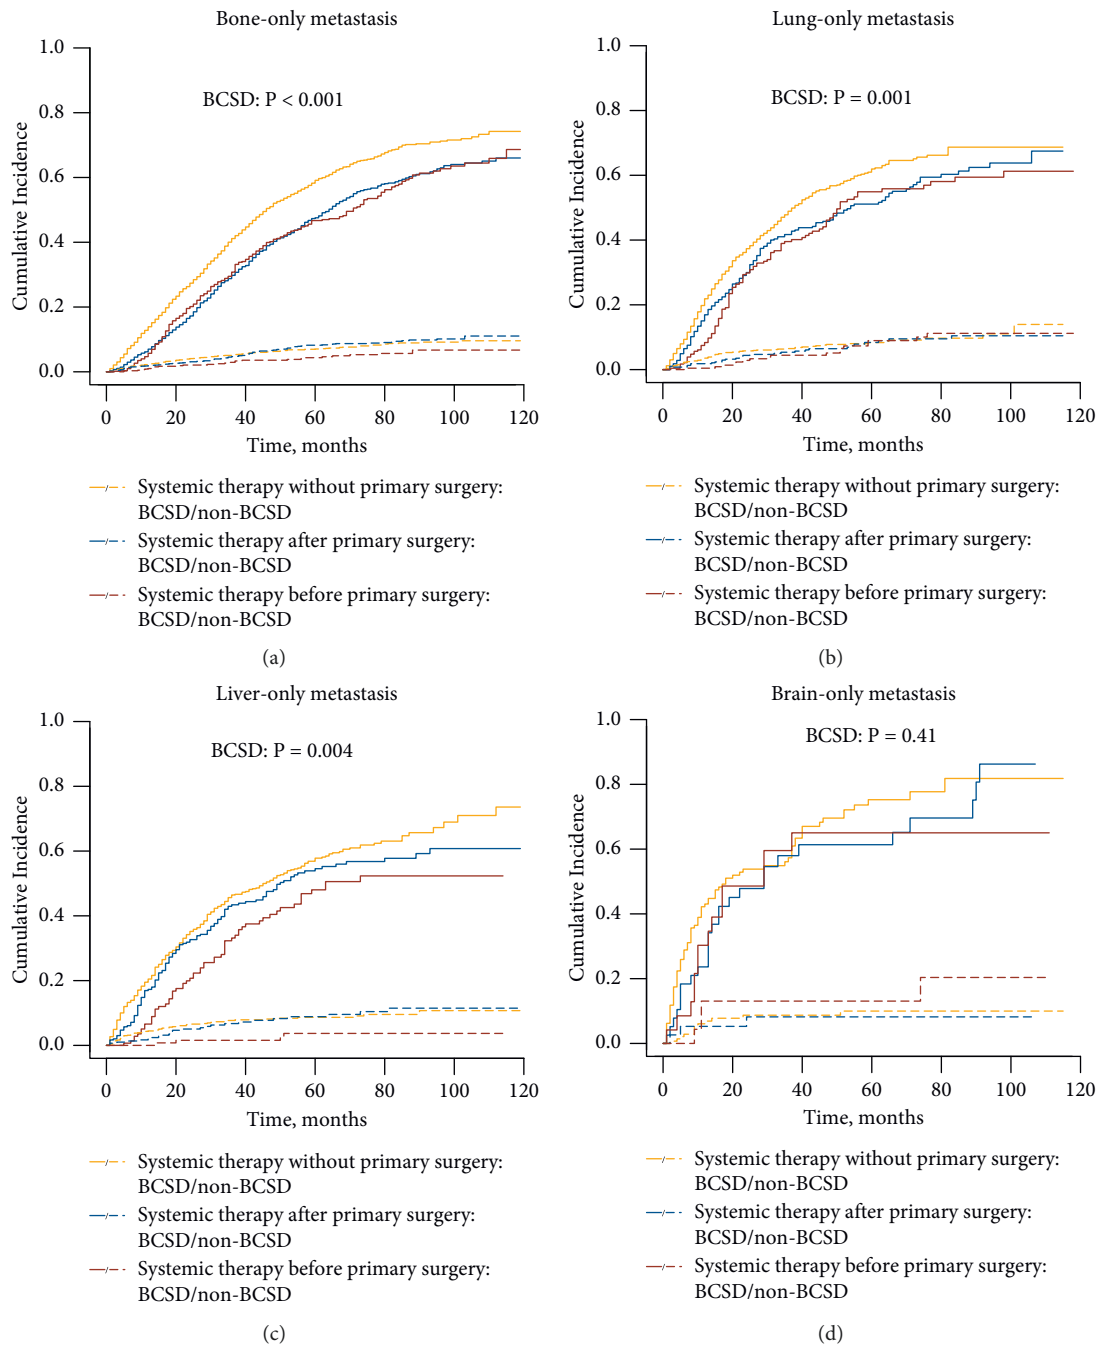 Bone-only metastasis
1.0
0.8
0.6
0.4
0.2
0.0
Cumulative Incidence
BCSD: P < 0.001
0 20 40 60 80 100 120
Time, months
Systemic therapy without primary surgery:
BCSD/non-BCSD
Systemic therapy after primary surgery:
BCSD/non-BCSD
Systemic therapy before primary surgery:
BCSD/non-BCSD
(a)
Lung-only metastasis
1.0
0.8
0.6
0.4
0.2
0.0
Cumulative Incidence
BCSD: P = 0.001
0 20 40 60 80 100 120
Time, months
Systemic therapy without primary surgery:
BCSD/non-BCSD
Systemic therapy after primary surgery:
BCSD/non-BCSD
Systemic therapy before primary surgery:
BCSD/non-BCSD
(b)
Liver-only metastasis
1.0
0.8
0.6
0.4
0.2
0.0
Cumulative Incidence
BCSD: P = 0.004
0 20 40 60 80 100 120
Time, months
Systemic therapy without primary surgery:
BCSD/non-BCSD
Systemic therapy after primary surgery:
BCSD/non-BCSD
Systemic therapy before primary surgery:
BCSD/non-BCSD
(c)
Brain-only metastasis
1.0
0.8
0.6
0.4
0.2
0.0
Cumulative Incidence
BCSD: P = 0.41
0 20 40 60 80 100 120
Time, months
Systemic therapy without primary surgery:
BCSD/non-BCSD
Systemic therapy after primary surgery:
BCSD/non-BCSD
Systemic therapy before primary surgery:
BCSD/non-BCSD
(d)